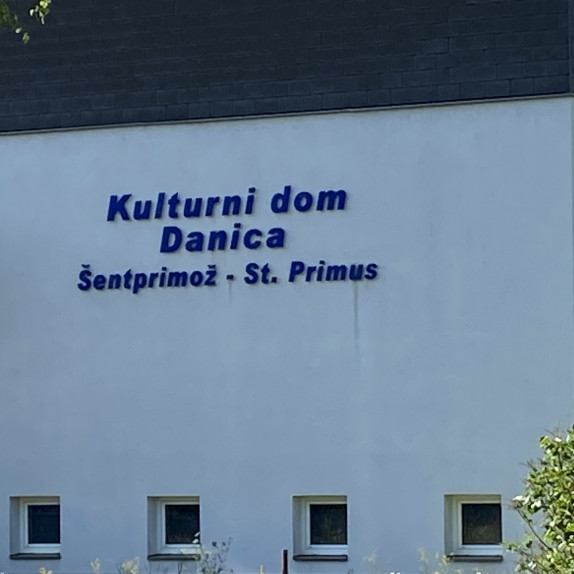 Kulturni dom
Danica
Šentprimož - St. Primus